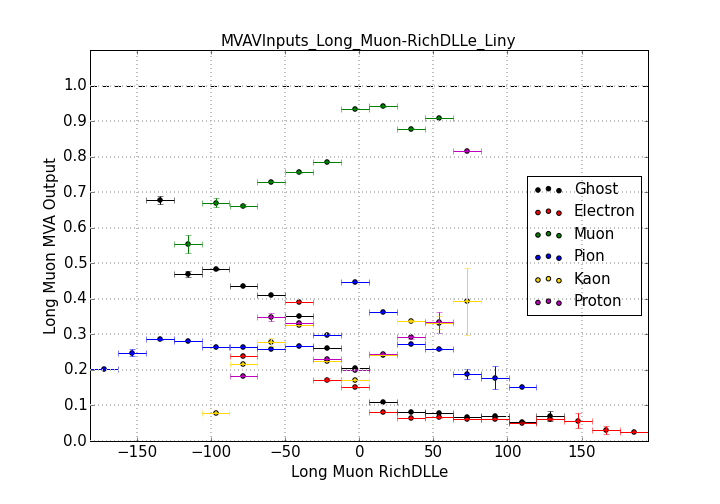 MVAVInputs_Long_Muon-RichDLLe_Liny
1.0
0.9
0.8
0.7
0.6
0.5
0.4
0.3
0.2
0.1
0.0
Long Muon MVA Output
Ghost
Electron
Muon
Pion
Kaon
Proton
−150 −100 −50 0 50 100 150
Long Muon RichDLLe